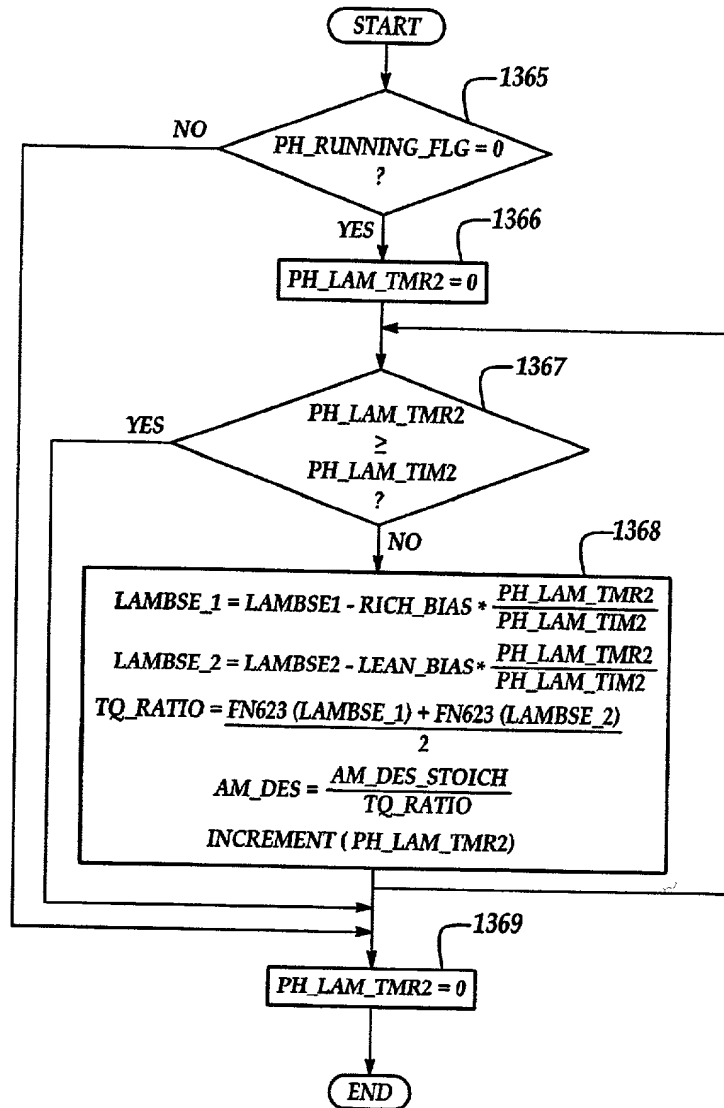 START
1365
NO
PH_RUNNING_FLG = 0
?
YES
1366
PH_LAM_TMR2 = 0
1367
YES
PH_LAM_TMR2
≥
PH_LAM_TIM2
?
NO
1368
LAMBSE_1 = LAMBSE1 - RICH_BIAS * PH_LAM_TMR2 / PH_LAM_TIM2
LAMBSE_2 = LAMBSE2 - LEAN_BIAS * PH_LAM_TMR2 / PH_LAM_TIM2
TQ_RATIO = FN623 (LAMBSE_1) + FN623 (LAMBSE_2) / 2
AM_DES = AM_DES_STOICH / TQ_RATIO
INCREMENT ( PH_LAM_TMR2)
1369
PH_LAM_TMR2 = 0
END